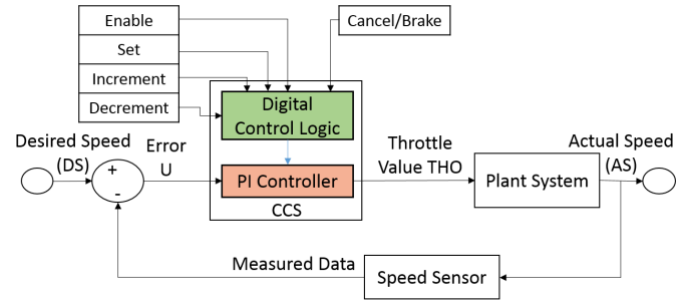 Enable
Cancel/Brake
Set
Increment
Decrement
Digital
Control Logic
Desired Speed
(DS)
Error
U
+
-
PI Controller
CCS
Throttle
Value THO
Plant System
Actual Speed
(AS)
Measured Data
Speed Sensor